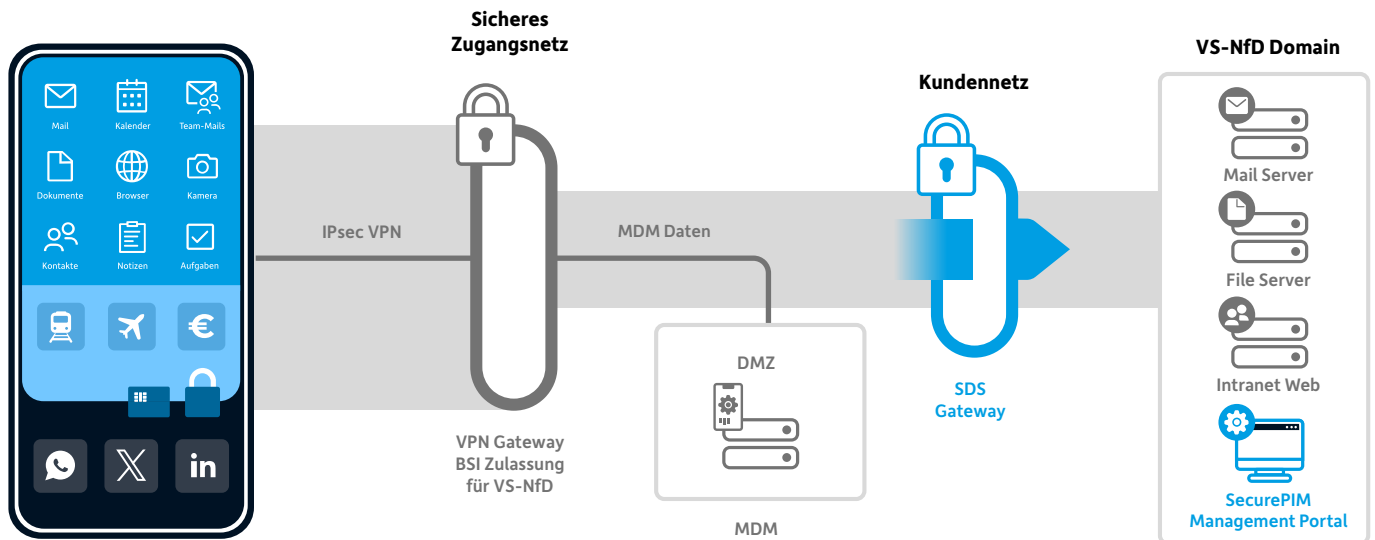 Sicheres
Zugangsnetz
Kundennetz
VS-NfD Domain
Mail
Kalender
Team-Mails
Dokumente
Browser
Kamera
Kontakte
Notizen
Aufgaben
€
X
in
IPsec VPN
MDM Daten
VPN Gateway
BSI Zulassung
für VS-NfD
DMZ
MDM
SDS
Gateway
Mail Server
File Server
Intranet Web
SecurePIM
Management Portal